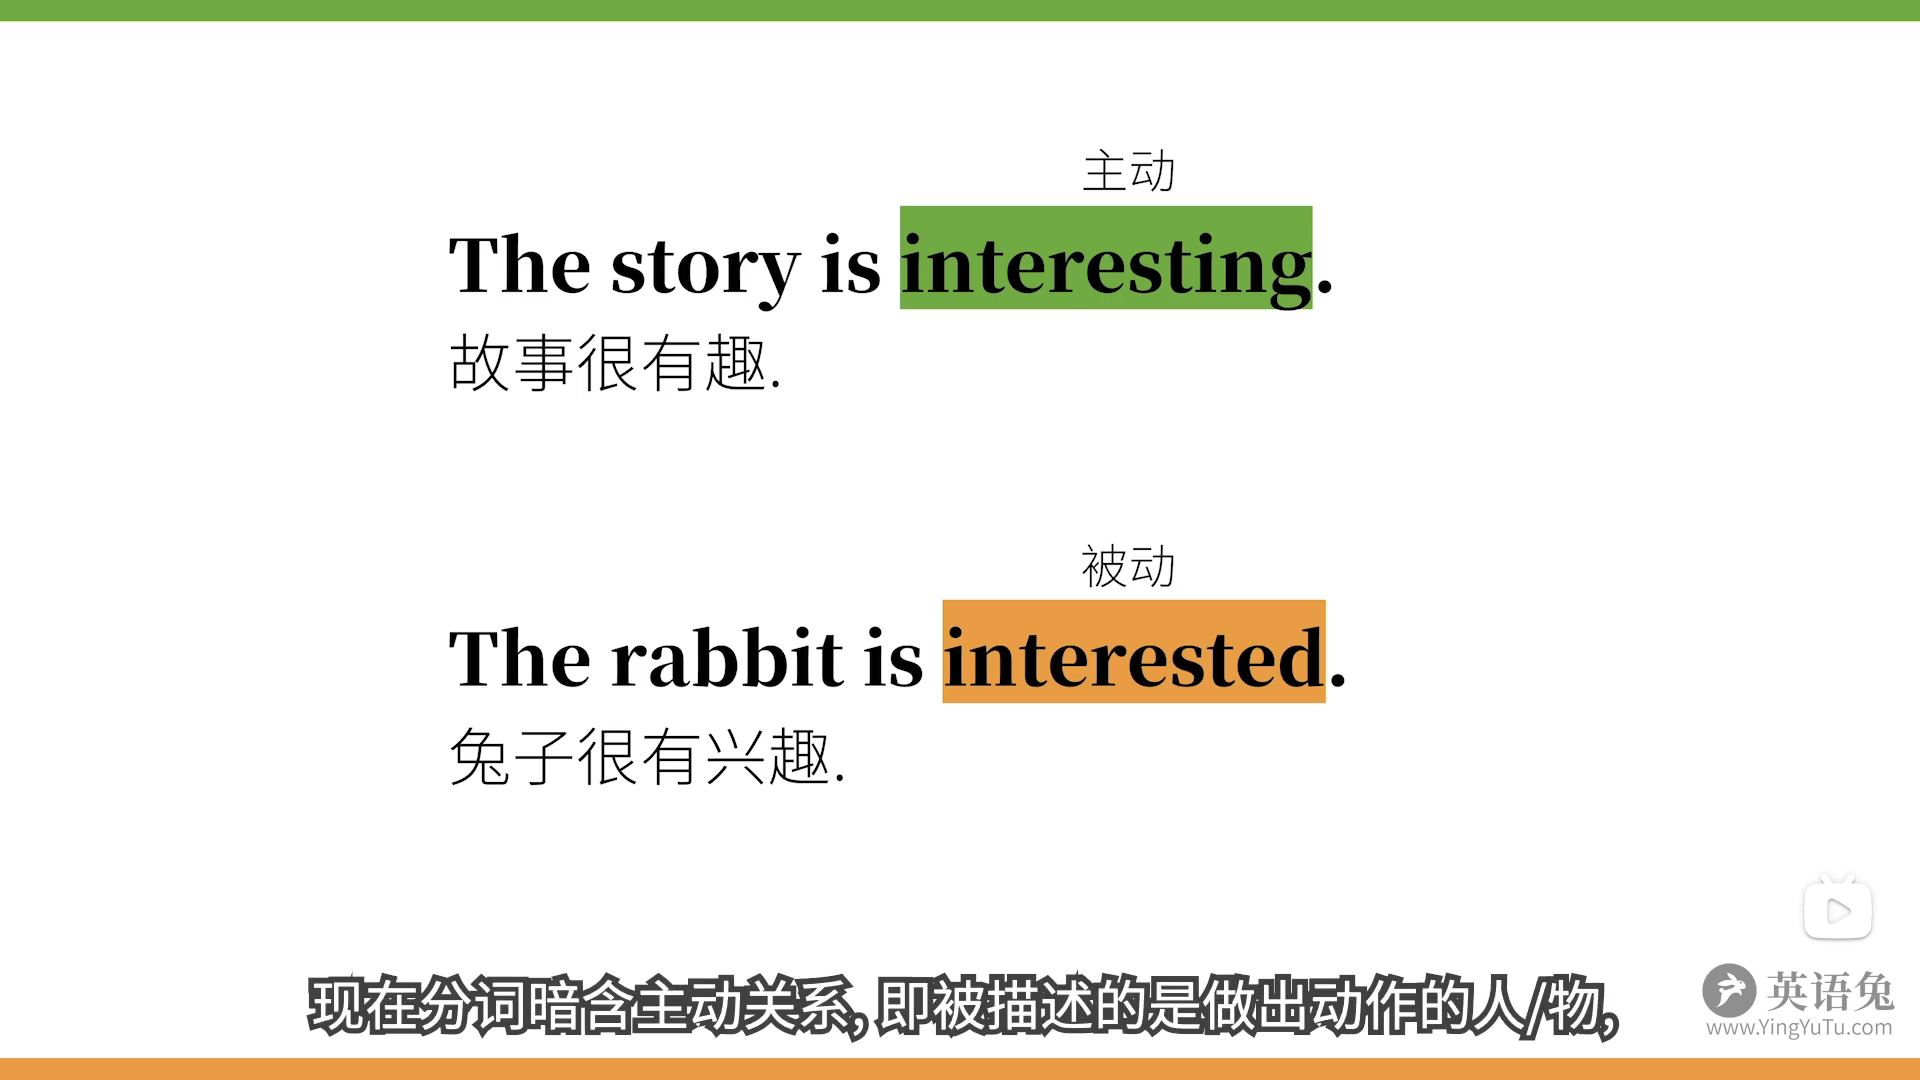 主动
The story is interesting.
故事很有趣.
被动
The rabbit is interested.
兔子很有兴趣.
现在分词暗含主动关系, 即被描述的是做出动作的人/物,
英语兔
www.YingYuTu.com